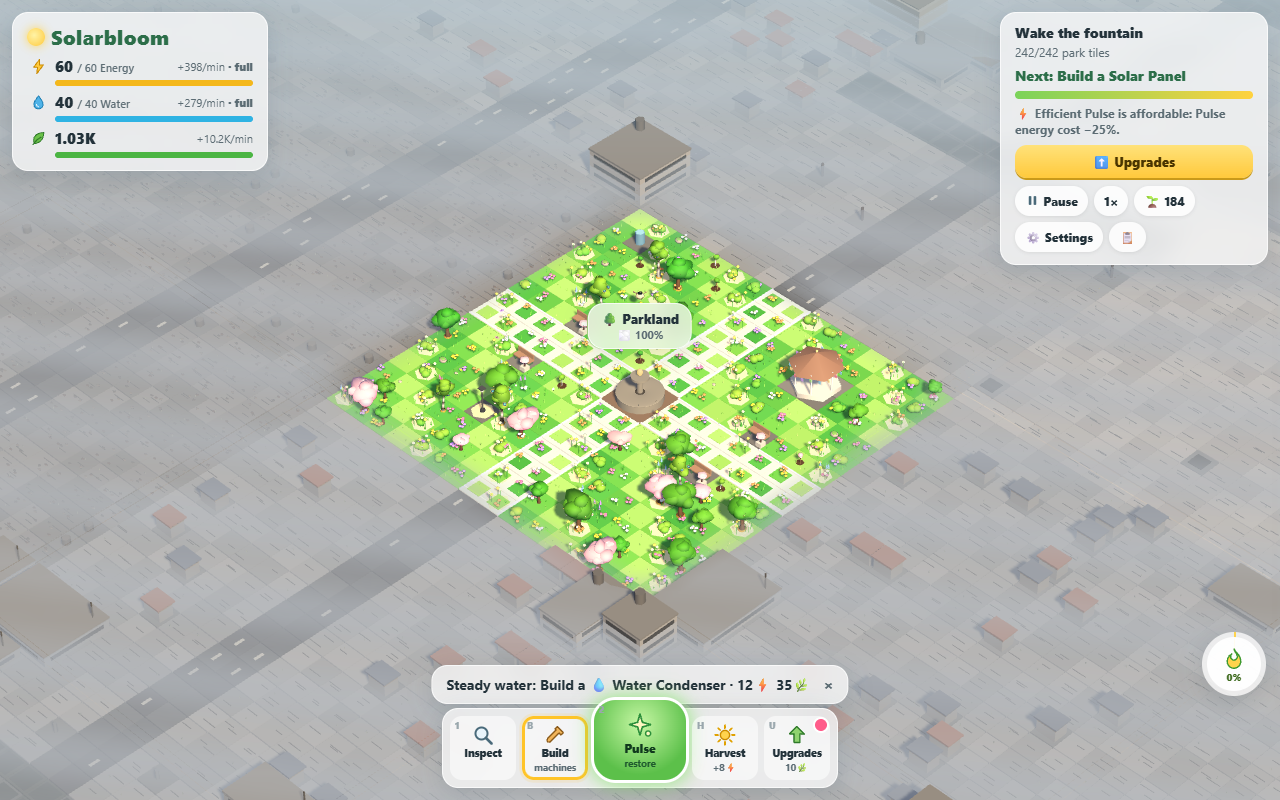 Solarbloom
60 / 60 Energy +398/min · full
40 / 40 Water +279/min · full
1.03K +10.2K/min
Wake the fountain
242/242 park tiles
Next: Build a Solar Panel
Efficient Pulse is affordable: Pulse
energy cost −25%.
Upgrades
Pause 1× 184
Settings
Parkland
100%
0%
Steady water: Build a Water Condenser · 12 35 ×
1 Inspect
B Build
machines
Pulse
restore
H Harvest
+8
U Upgrades
10